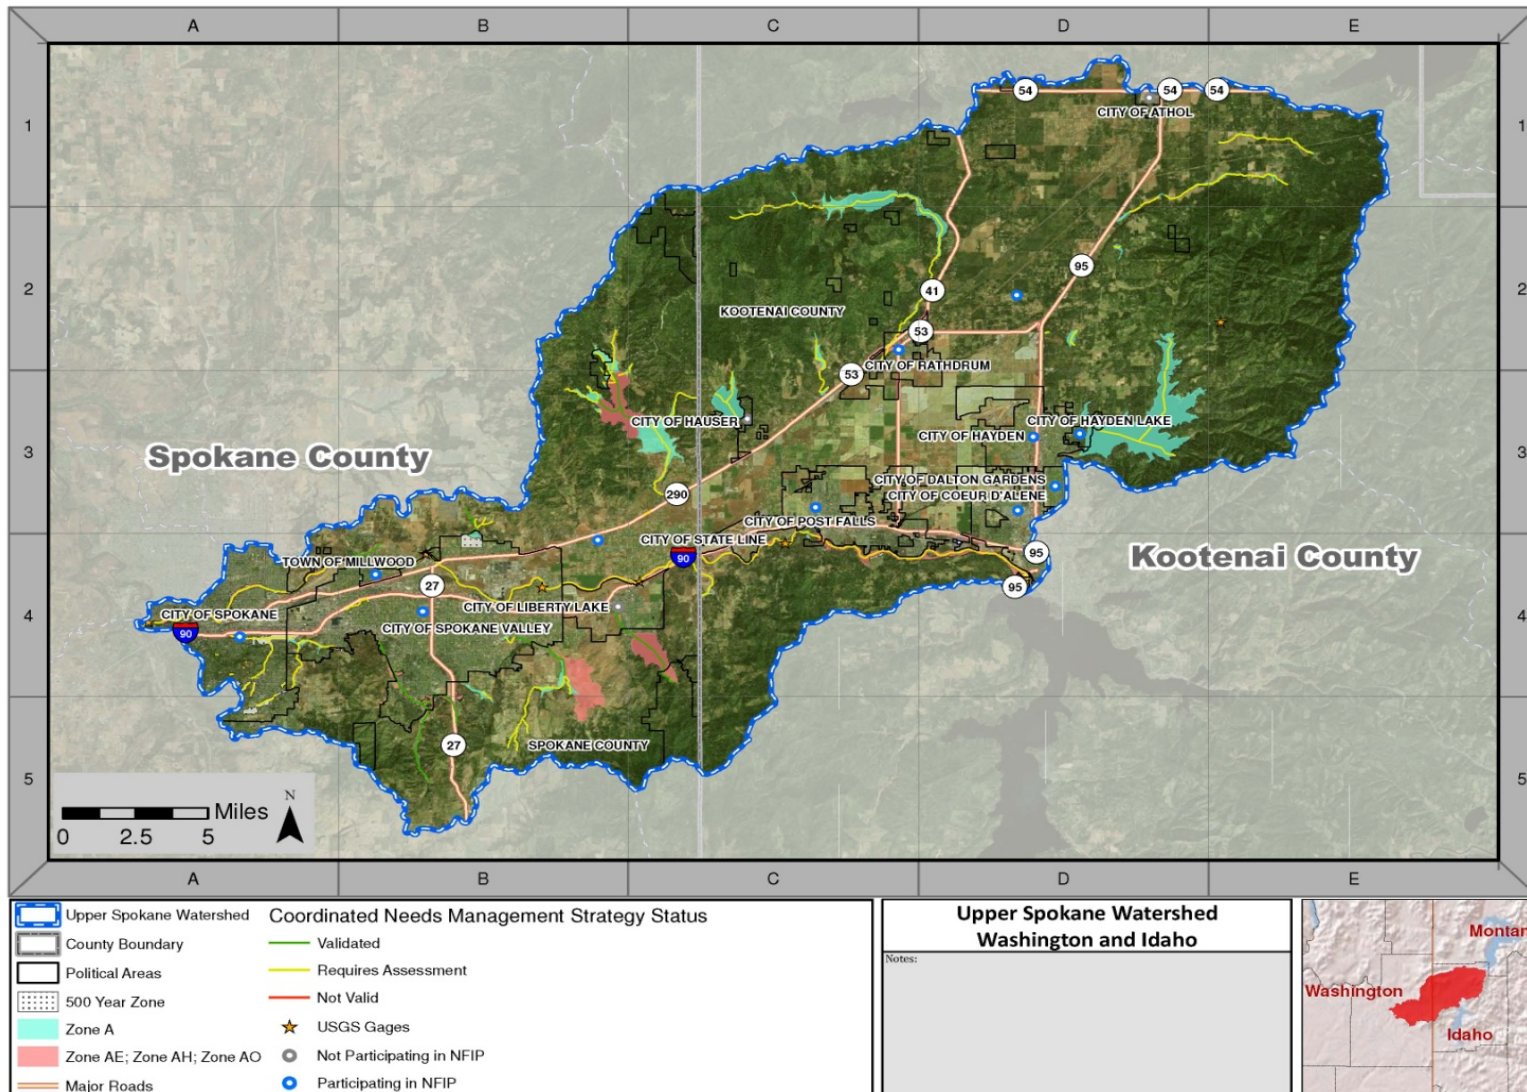 A B C D E
1 1
2 2
3 3
4 4
5 5
54
54
54
CITY OF ATHOL
95
41
KOOTENAI COUNTY
53
CITY OF RATHDRUM
53
CITY OF HAUSER
CITY OF HAYDEN LAKE
CITY OF HAYDEN
Spokane County
CITY OF DALTON GARDENS
CITY OF COEUR D'ALENE
290
CITY OF POST FALLS
CITY OF STATE LINE
90
95
Kootenai County
TOWN OF MILLWOOD
27
95
CITY OF LIBERTY LAKE
CITY OF SPOKANE
CITY OF SPOKANE VALLEY
90
27
SPOKANE COUNTY
N
Miles
0 2.5 5
A B C D E
Upper Spokane Watershed
County Boundary
Political Areas
500 Year Zone
Zone A
Zone AE; Zone AH; Zone AO
Major Roads
Coordinated Needs Management Strategy Status
Validated
Requires Assessment
Not Valid
USGS Gages
Not Participating in NFIP
Participating in NFIP
Upper Spokane Watershed
Washington and Idaho
Notes:
Montan
Washington
Idaho